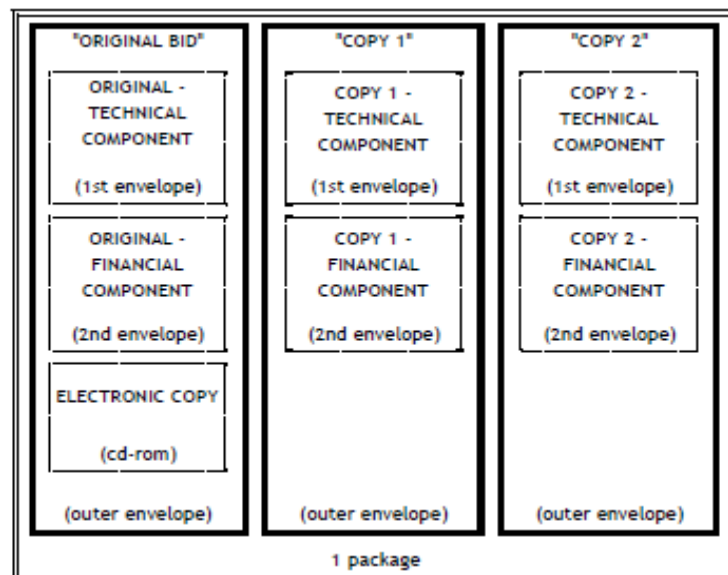 "ORIGINAL BID"
ORIGINAL -
TECHNICAL
COMPONENT
(1st envelope)
ORIGINAL -
FINANCIAL
COMPONENT
(2nd envelope)
ELECTRONIC COPY
(cd-rom)
(outer envelope)
"COPY 1"
COPY 1 -
TECHNICAL
COMPONENT
(1st envelope)
COPY 1 -
FINANCIAL
COMPONENT
(2nd envelope)
(outer envelope)
"COPY 2"
COPY 2 -
TECHNICAL
COMPONENT
(1st envelope)
COPY 2 -
FINANCIAL
COMPONENT
(2nd envelope)
(outer envelope)
1 package